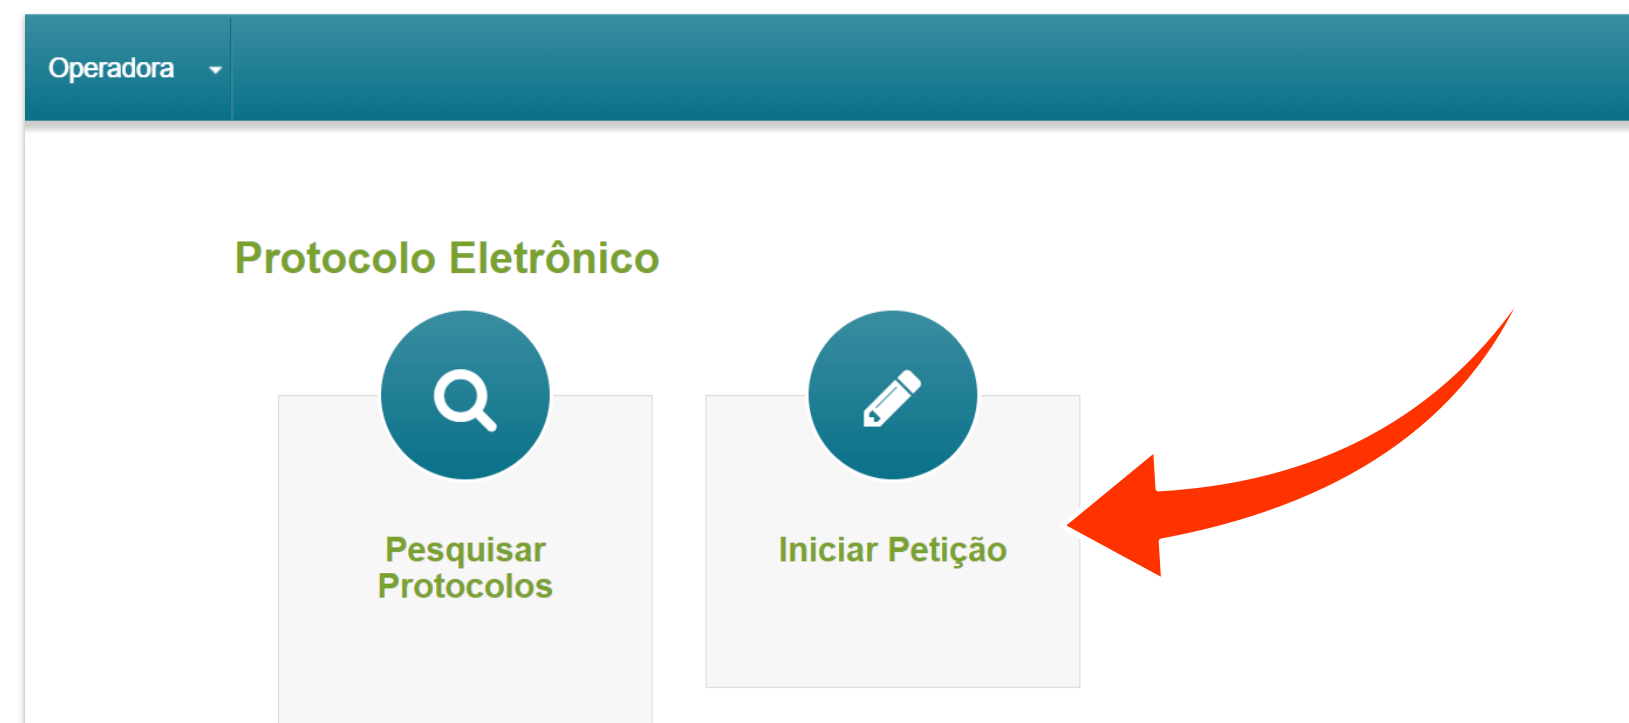 Operadora
Protocolo Eletrônico
Pesquisar
Protocolos
Iniciar Petição